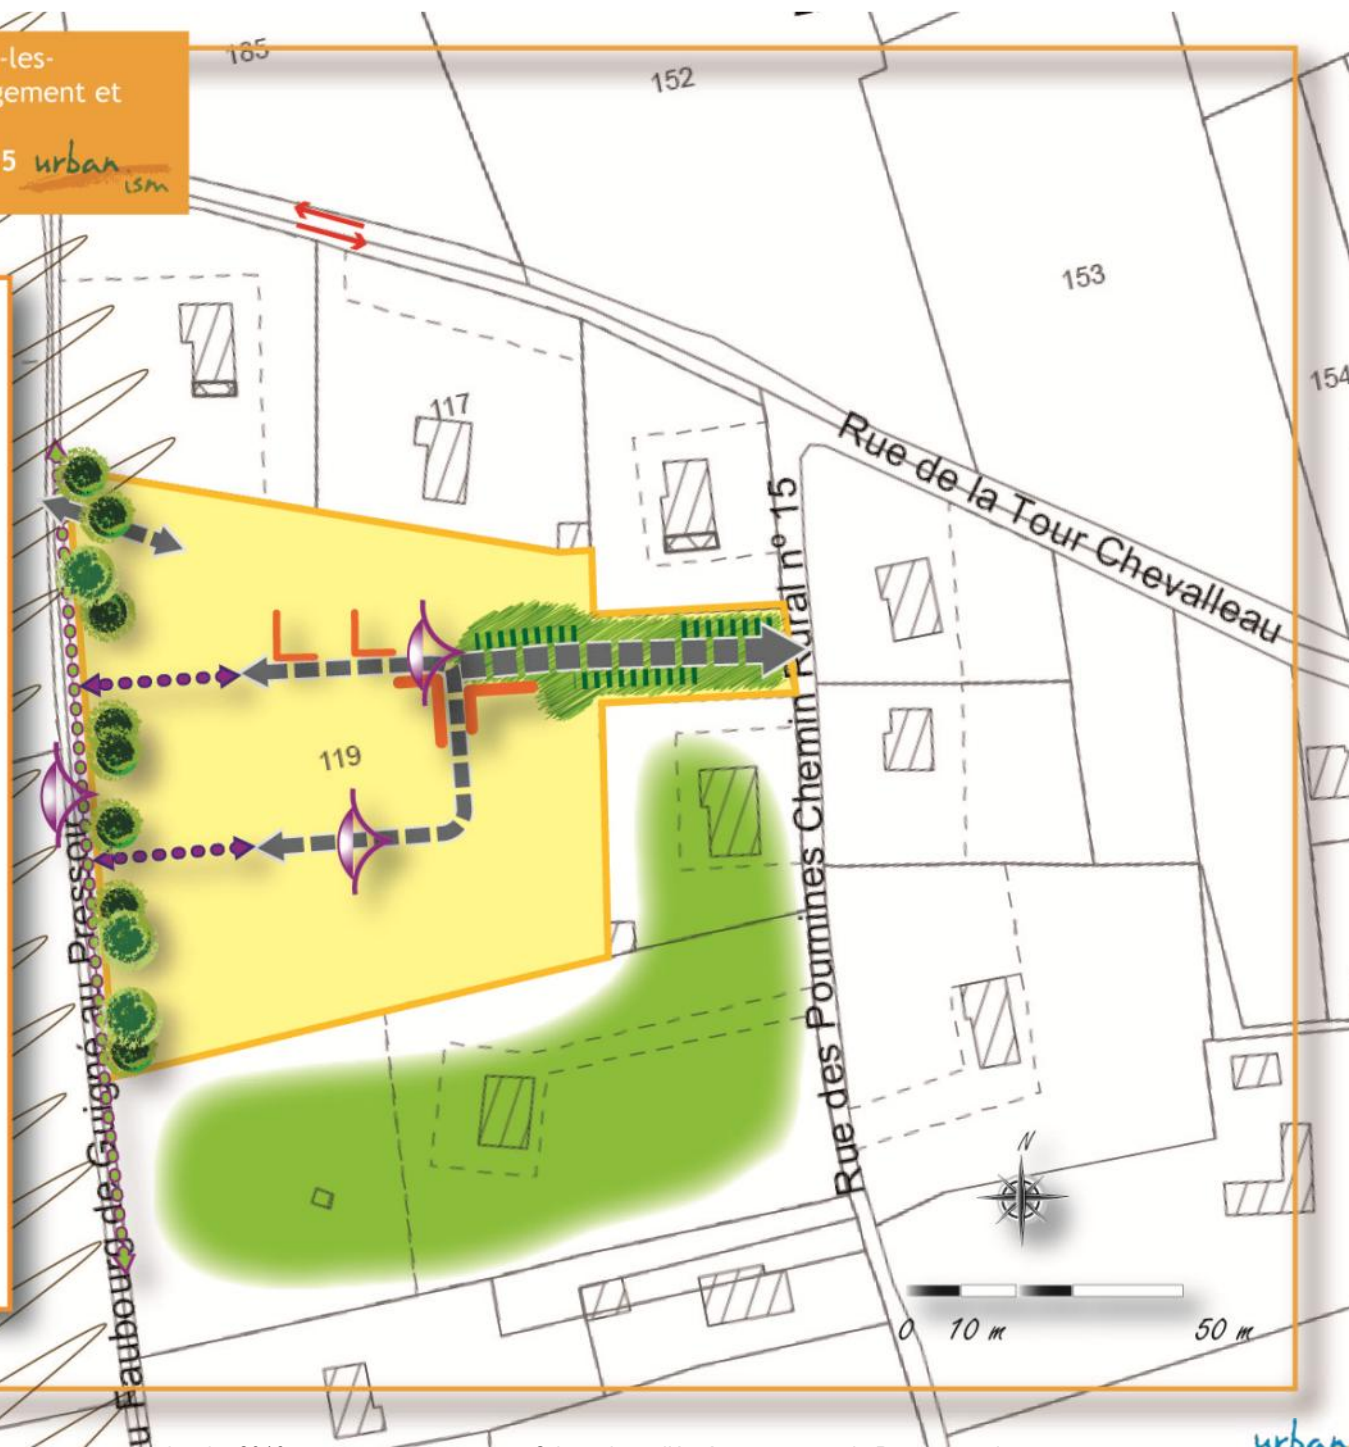 -les-
gement et
5 urban
ism
185
152
153
154
117
Rue de la Tour Chevalleau
119
Rue des Poumines Chemin Rural n° 15
Faubourg de Guigné au Pressoir
N
0 10 m 50 m
urban